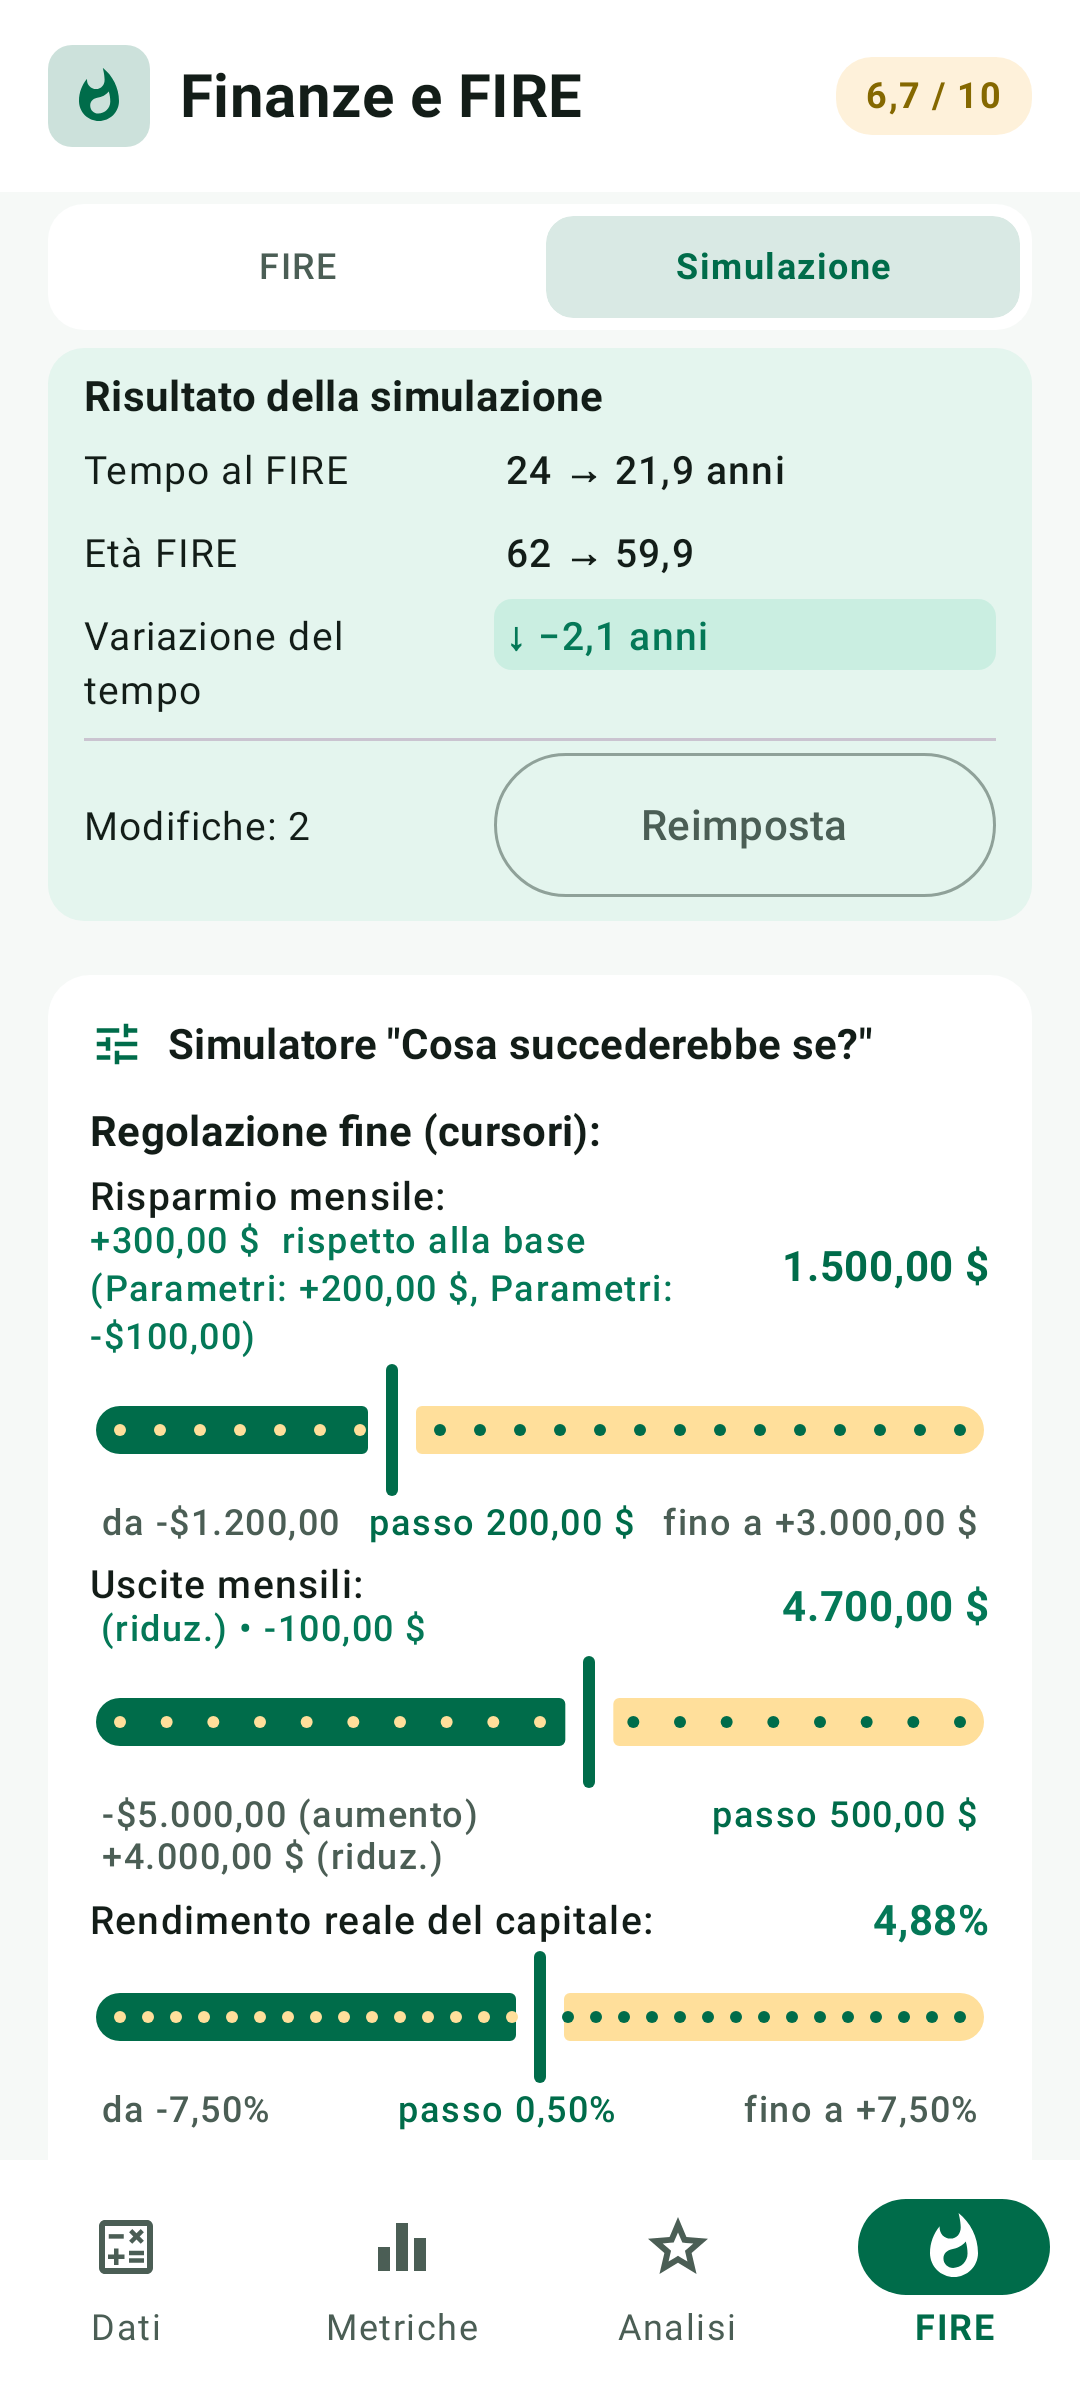 Finanze e FIRE
6,7 / 10
FIRE
Simulazione
Risultato della simulazione
Tempo al FIRE
24 → 21,9 anni
Età FIRE
62 → 59,9
Variazione del
tempo
↓ −2,1 anni
Modifiche: 2
Reimposta
Simulatore "Cosa succederebbe se?"
Regolazione fine (cursori):
Risparmio mensile:
+300,00 $ rispetto alla base
(Parametri: +200,00 $, Parametri:
-$100,00)
1.500,00 $
da -$1.200,00
passo 200,00 $
fino a +3.000,00 $
Uscite mensili:
(riduz.) • -100,00 $
4.700,00 $
-$5.000,00 (aumento)
+4.000,00 $ (riduz.)
passo 500,00 $
Rendimento reale del capitale:
4,88%
da -7,50%
passo 0,50%
fino a +7,50%
Dati
Metriche
Analisi
FIRE